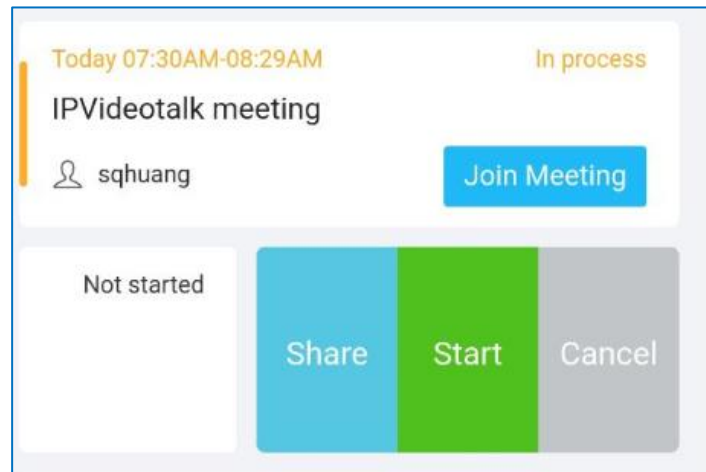 Today 07:30AM-08:29AM In process
IPVideotalk meeting
sqhuang Join Meeting
Not started
Share Start Cancel